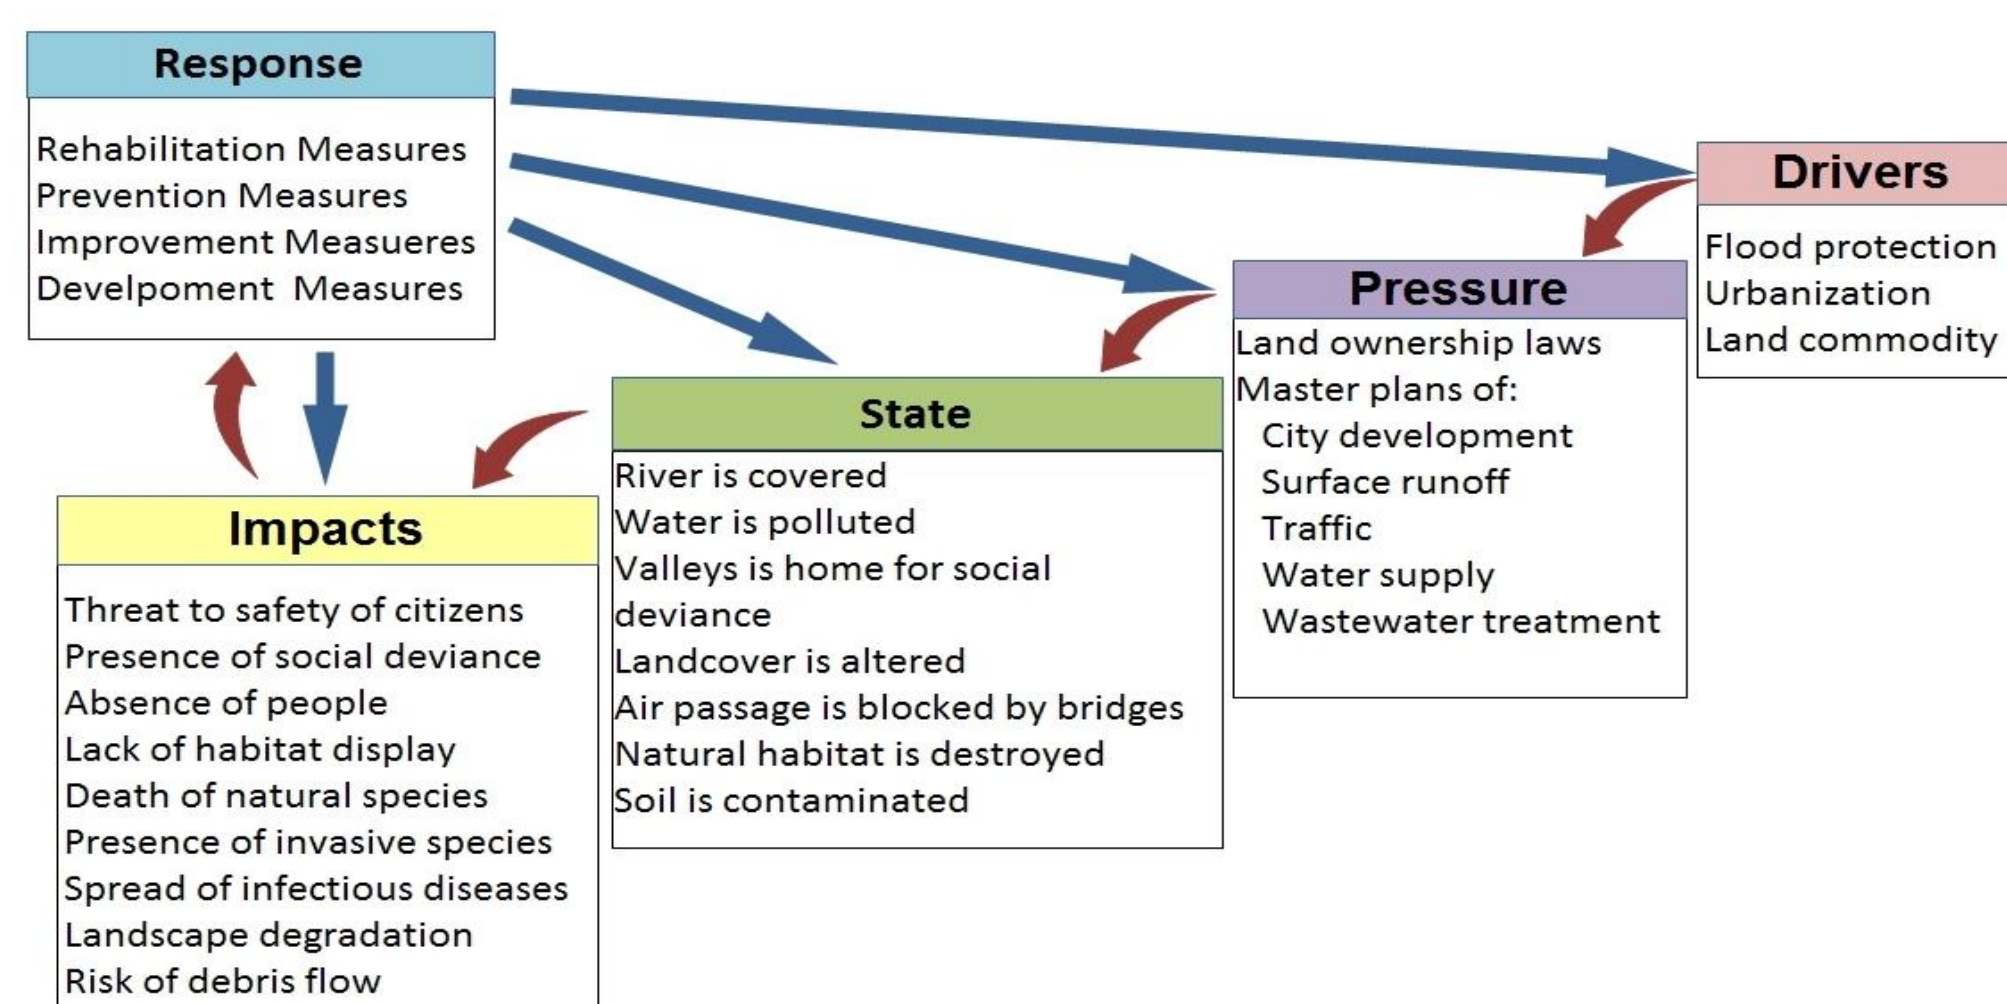 Response
Rehabilitation Measures
Prevention Measures
Improvement Measueres
Develpoment  Measures
Drivers
Flood protection
Urbanization
Land commodity
Pressure
Land ownership laws
Master plans of:
City development
Surface runoff
Traffic
Water supply
Wastewater treatment
State
River is covered
Water is polluted
Valleys is home for social
deviance
Landcover is altered
Air passage is blocked by bridges
Natural habitat is destroyed
Soil is contaminated
Impacts
Threat to safety of citizens
Presence of social deviance
Absence of people
Lack of habitat display
Death of natural species
Presence of invasive species
Spread of infectious diseases
Landscape degradation
Risk of debris flow